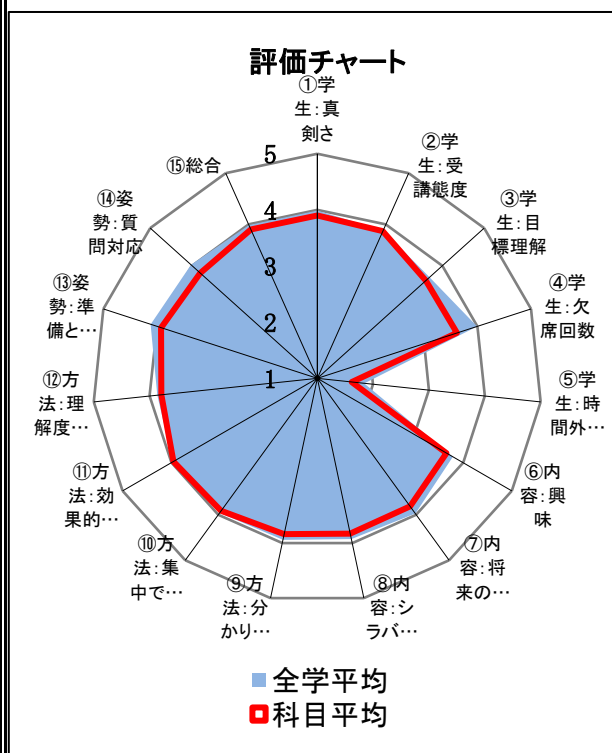 評価チャート
①学
生：真
剣さ
②学
生：受
講態度
③学
生：目
標理解
④学
生：欠
席回数
⑤学
生：時
間外…
⑥内
容：興
味
⑦内
容：将
来の…
⑧内
容：シ
ラバ…
⑨方
法：分
かり…
⑩方
法：集
中で…
⑪方
法：効
果的…
⑫方
法：理
解度…
⑬姿
勢：準
備と…
⑭姿
勢：質
問対応
⑮総合
5
4
3
2
1
全学平均
科目平均